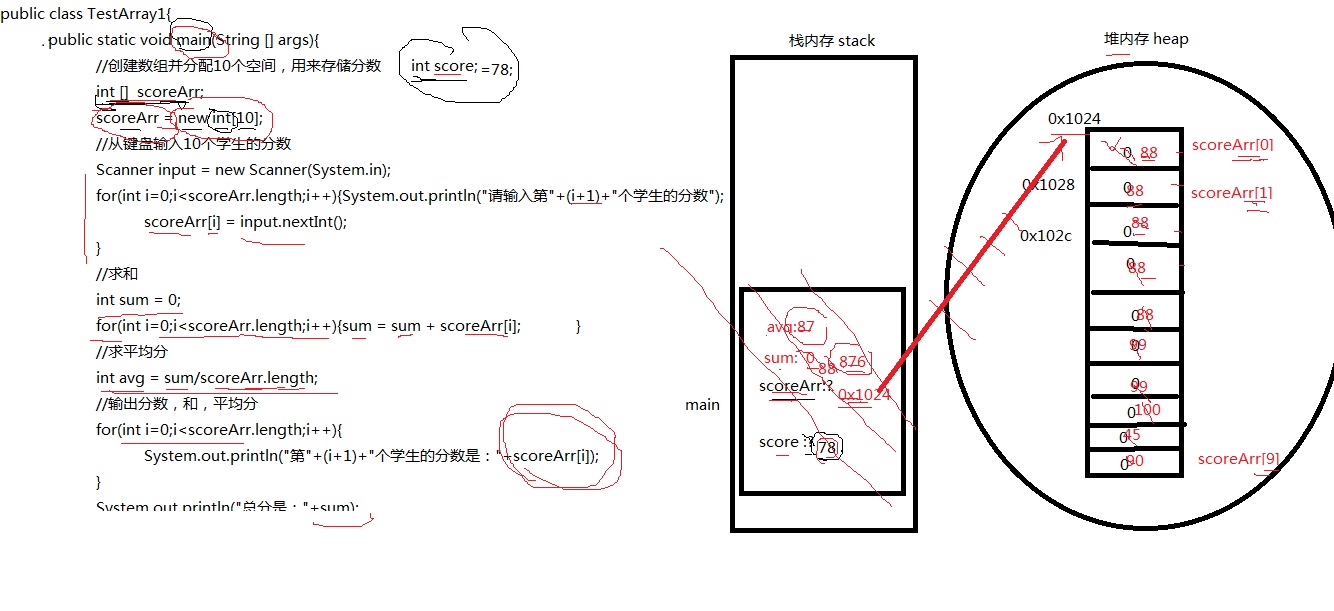 public class TestArray1{
public static void main(String [] args){
//创建数组并分配10个空间，用来存储分数
int score; =78;
int [] scoreArr;
scoreArr = new int[10];
//从键盘输入10个学生的分数
Scanner input = new Scanner(System.in);
for(int i=0;i<scoreArr.length;i++){System.out.println("请输入第"+(i+1)+"个学生的分数");
scoreArr[i] = input.nextInt();
}
//求和
int sum = 0;
for(int i=0;i<scoreArr.length;i++){sum = sum + scoreArr[i]; }
//求平均分
int avg = sum/scoreArr.length;
//输出分数，和，平均分
for(int i=0;i<scoreArr.length;i++){
System.out.println("第"+(i+1)+"个学生的分数是："+scoreArr[i]);
}
System.out.println("总分是："+sum);
栈内存 stack
main
avg:87
sum: 0 88 876
scoreArr:? 0x1024
score :? 78
堆内存 heap
0x1024
0 88 scoreArr[0]
0x1028
0 88 scoreArr[1]
0x102c
0 88
0 88
0 88
0 99
0 99
0 100
0 45
0 90 scoreArr[9]